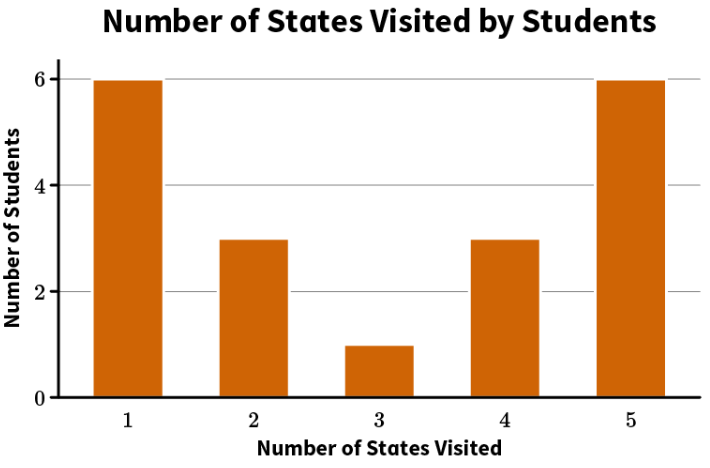 Number of States Visited by Students
Number of Students
6
4
2
0
1 2 3 4 5
Number of States Visited